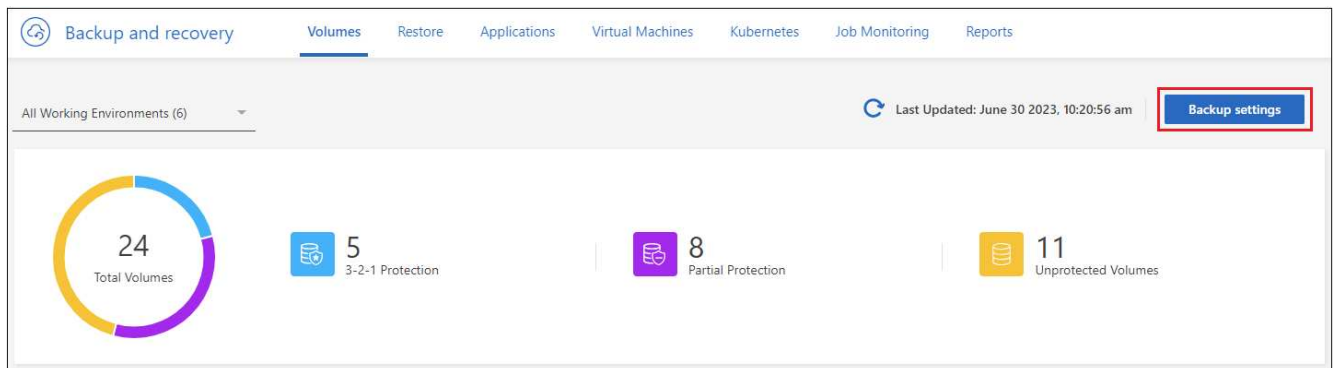 Backup and recovery
Volumes
Restore
Applications
Virtual Machines
Kubernetes
Job Monitoring
Reports
All Working Environments (6)
Last Updated: June 30 2023, 10:20:56 am
Backup settings
24
Total Volumes
5
3-2-1 Protection
8
Partial Protection
11
Unprotected Volumes